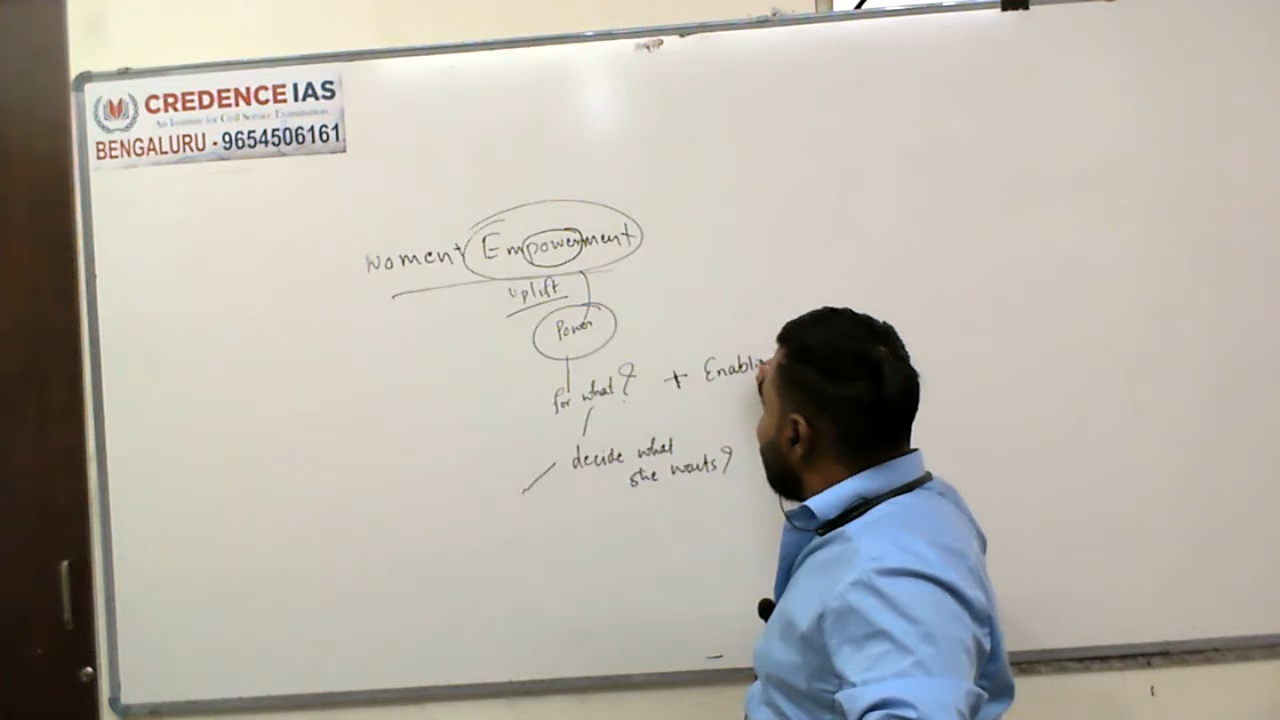 CREDENCE IAS
An Institute for Civil Service Examination
BENGALURU - 9654506161
women Empowerment
uplift
Power
for what? + Enabli
decide what
she wants?